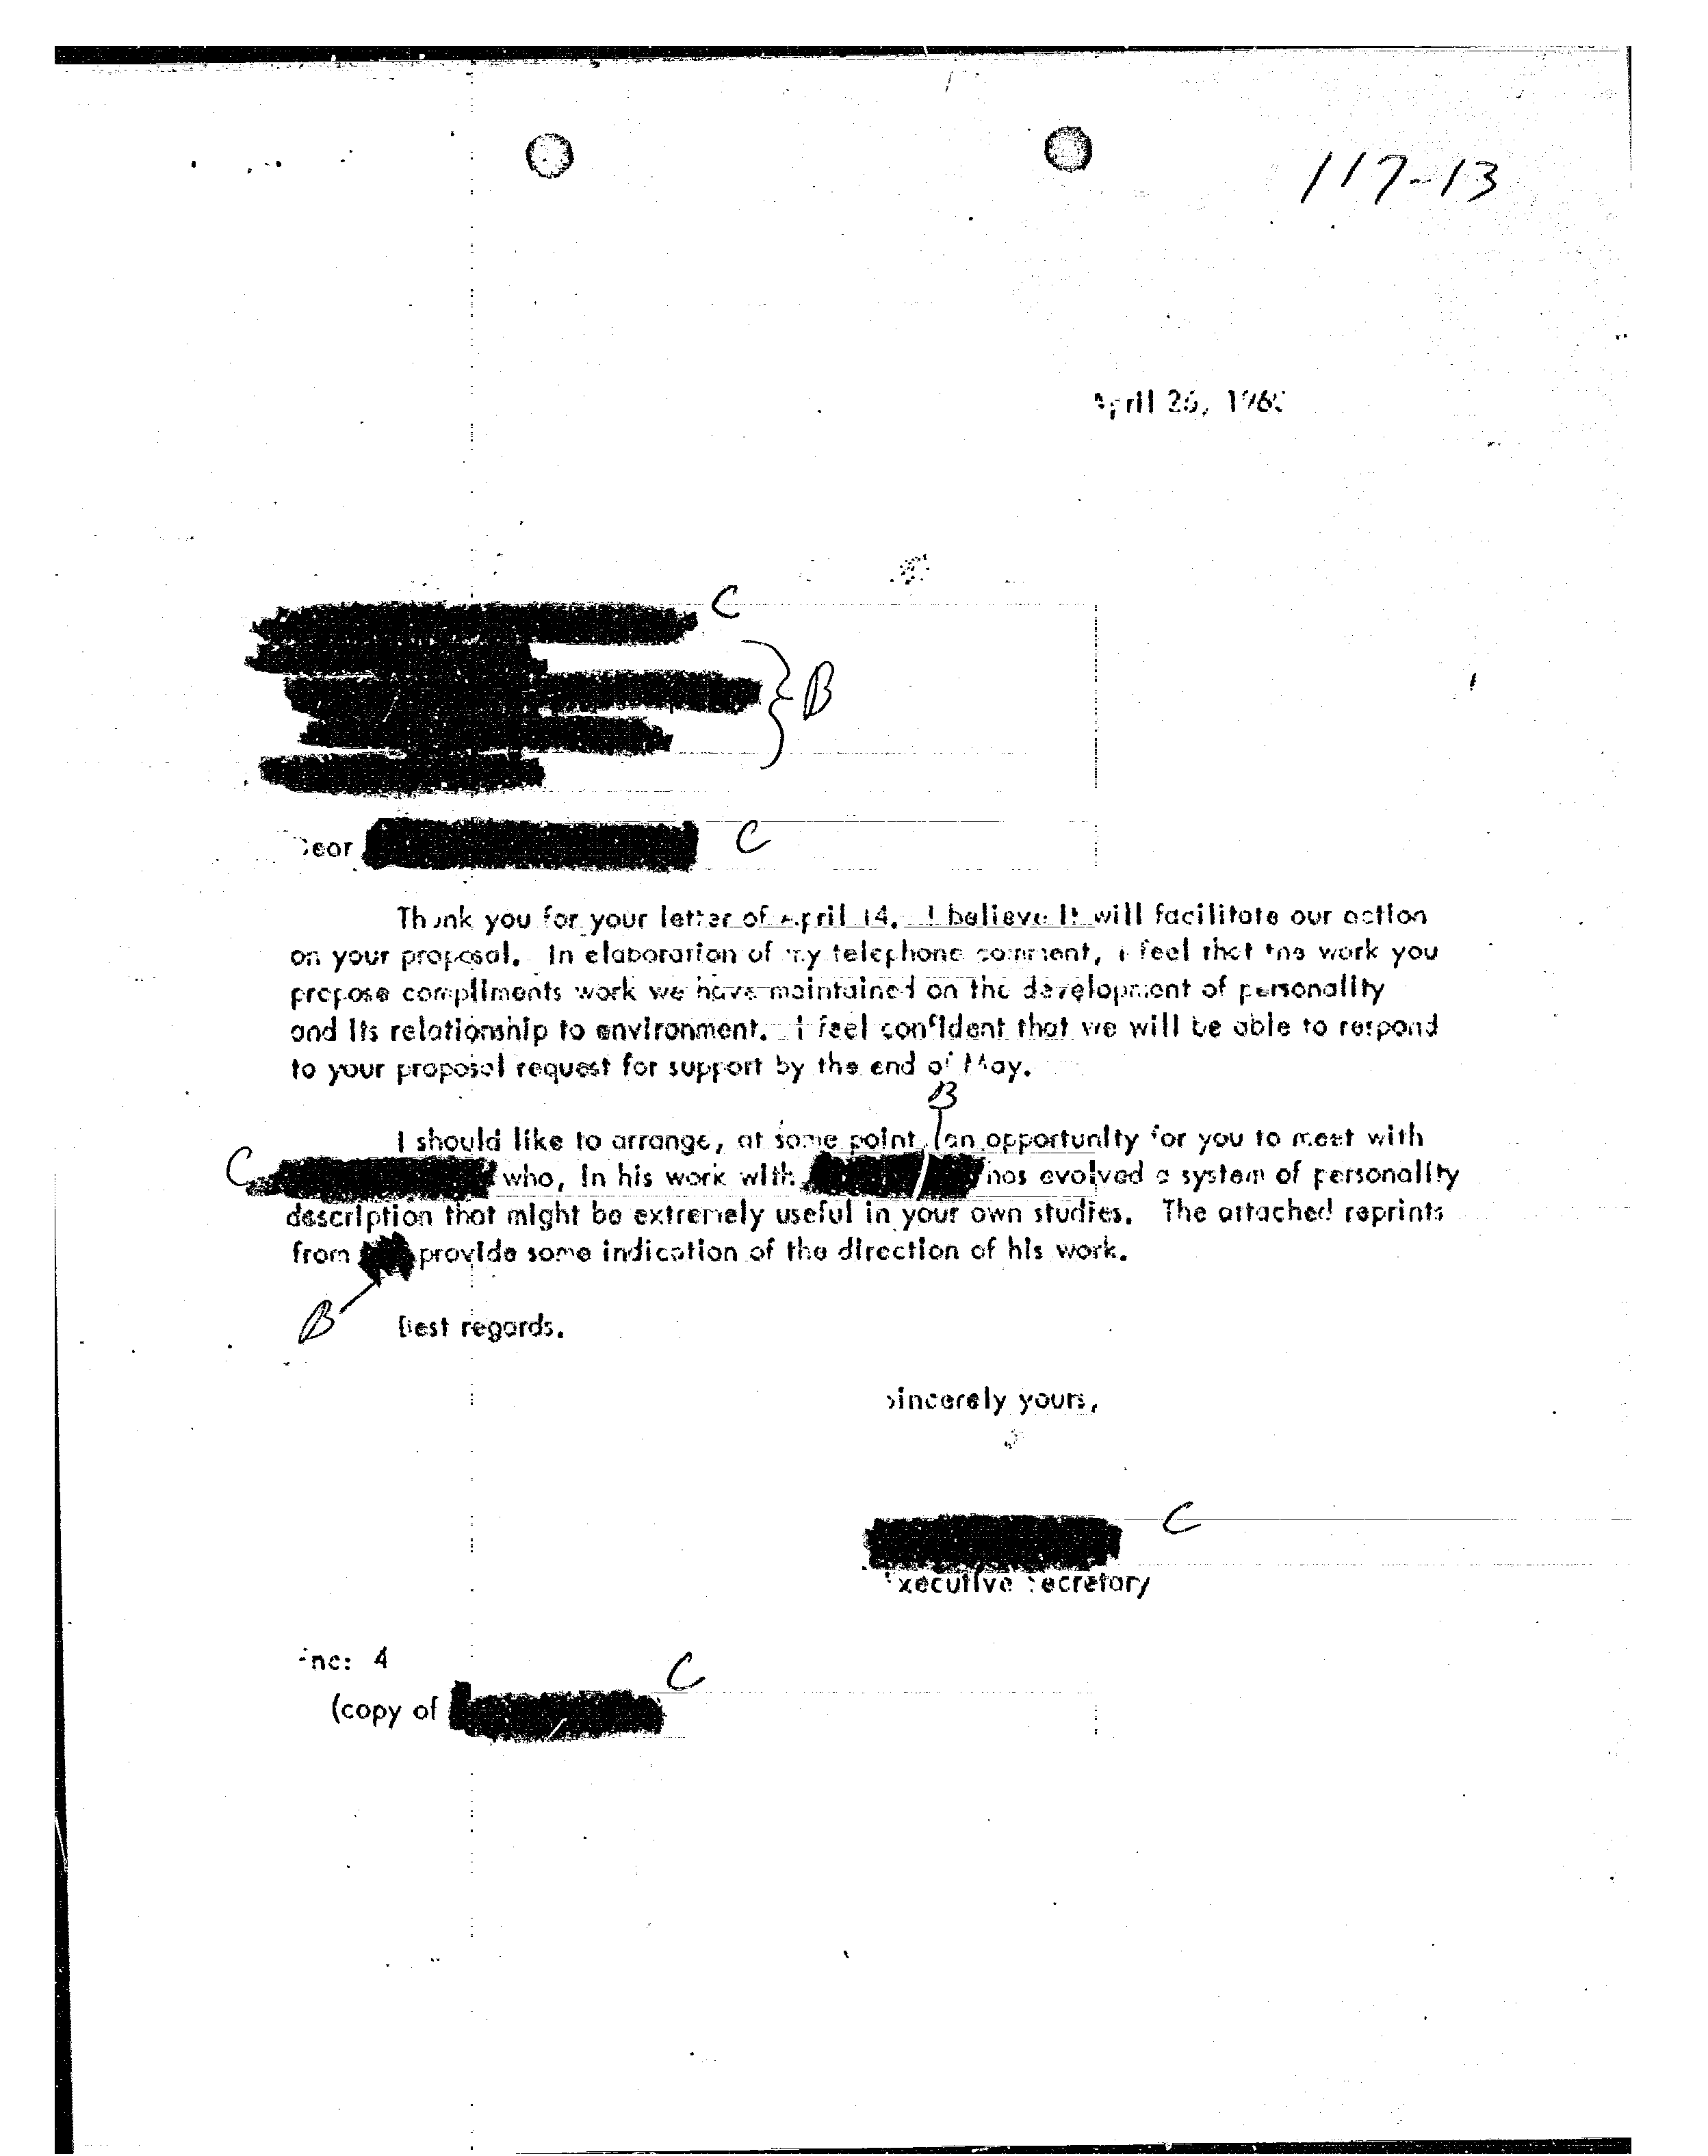 117-13
April 26, 196
C
B
Dear C
Thank you for your letter of April 14. I believe it will facilitate our action
on your proposal. In elaboration of my telephone comment, I feel that the work you
propose compliments work we have maintained on the development of personality
and its relationship to environment. I feel confident that we will be able to respond
to your proposal request for support by the end of May.
B
I should like to arrange, at some point, an opportunity for you to meet with
C who, in his work with has evolved a system of personality
description that might be extremely useful in your own studies. The attached reprints
from provide some indication of the direction of his work.
B Best regards.
Sincerely yours,
C
Executive Secretary
Enc: 4
C
(copy of